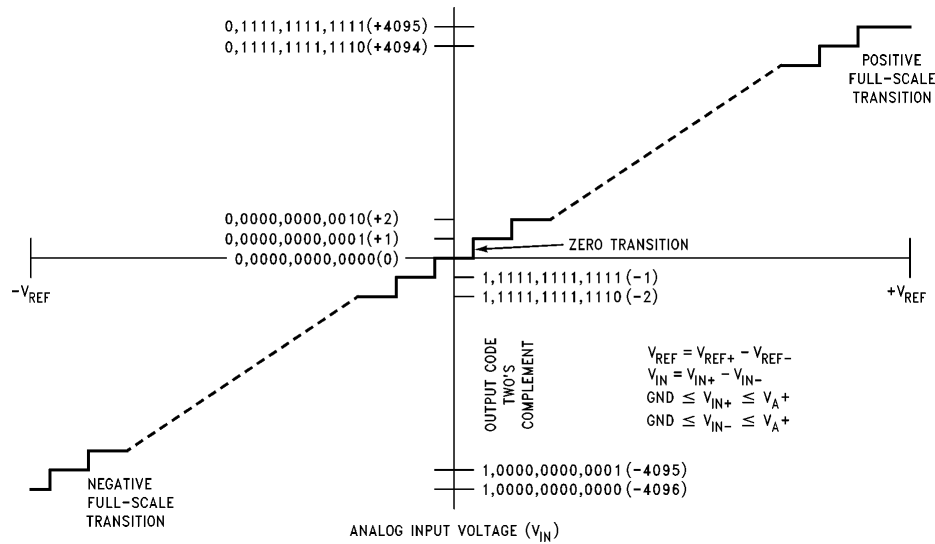 0,1111,1111,1111(+4095)
0,1111,1111,1110(+4094)
POSITIVE
FULL-SCALE
TRANSITION
0,0000,0000,0010(+2)
0,0000,0000,0001(+1)
0,0000,0000,0000(0)
ZERO TRANSITION
-VREF
+VREF
1,1111,1111,1111(-1)
1,1111,1111,1110(-2)
OUTPUT CODE
TWO'S
COMPLEMENT
VREF = VREF+ - VREF-
VIN = VIN+ - VIN-
GND ≤ VIN+ ≤ VA+
GND ≤ VIN- ≤ VA+
1,0000,0000,0001(-4095)
1,0000,0000,0000(-4096)
NEGATIVE
FULL-SCALE
TRANSITION
ANALOG INPUT VOLTAGE (VIN)